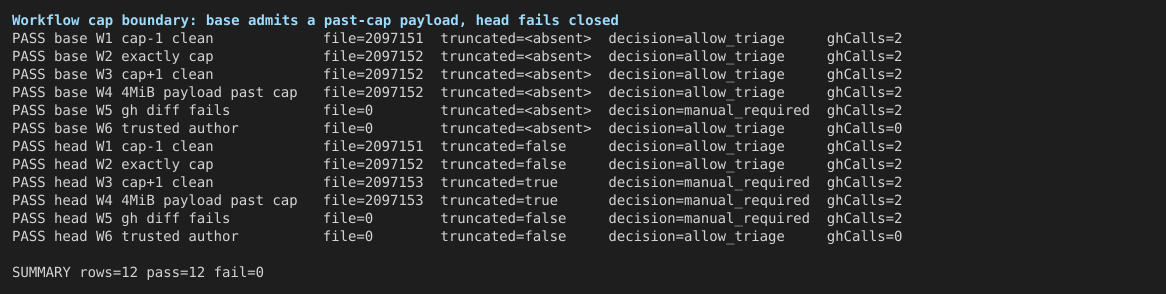 Workflow cap boundary: base admits a past-cap payload, head fails closed
PASS base W1 cap-1 clean file=2097151 truncated=<absent> decision=allow_triage ghCalls=2
PASS base W2 exactly cap file=2097152 truncated=<absent> decision=allow_triage ghCalls=2
PASS base W3 cap+1 clean file=2097152 truncated=<absent> decision=allow_triage ghCalls=2
PASS base W4 4MiB payload past cap file=2097152 truncated=<absent> decision=allow_triage ghCalls=2
PASS base W5 gh diff fails file=0 truncated=<absent> decision=manual_required ghCalls=2
PASS base W6 trusted author file=0 truncated=<absent> decision=allow_triage ghCalls=0
PASS head W1 cap-1 clean file=2097151 truncated=false decision=allow_triage ghCalls=2
PASS head W2 exactly cap file=2097152 truncated=false decision=allow_triage ghCalls=2
PASS head W3 cap+1 clean file=2097153 truncated=true decision=manual_required ghCalls=2
PASS head W4 4MiB payload past cap file=2097153 truncated=true decision=manual_required ghCalls=2
PASS head W5 gh diff fails file=0 truncated=false decision=manual_required ghCalls=2
PASS head W6 trusted author file=0 truncated=false decision=allow_triage ghCalls=0
SUMMARY rows=12 pass=12 fail=0